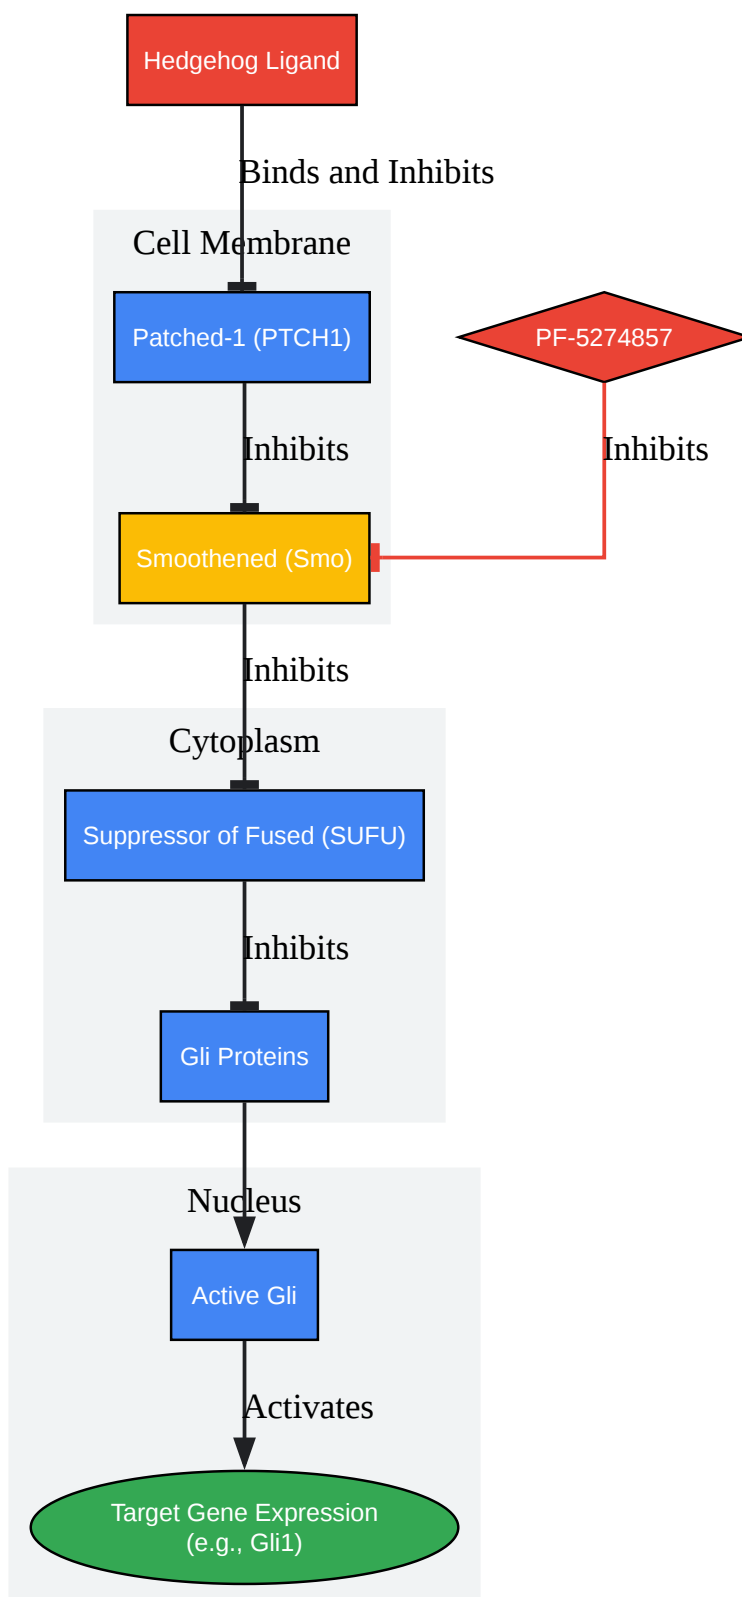 Hedgehog Ligand
Binds and Inhibits
Cell Membrane
Patched-1 (PTCH1)
PF-5274857
Inhibits
Inhibits
Smoothened (Smo)
Inhibits
Cytoplasm
Suppressor of Fused (SUFU)
Inhibits
Gli Proteins
Nucleus
Active Gli
Activates
Target Gene Expression
(e.g., Gli1)